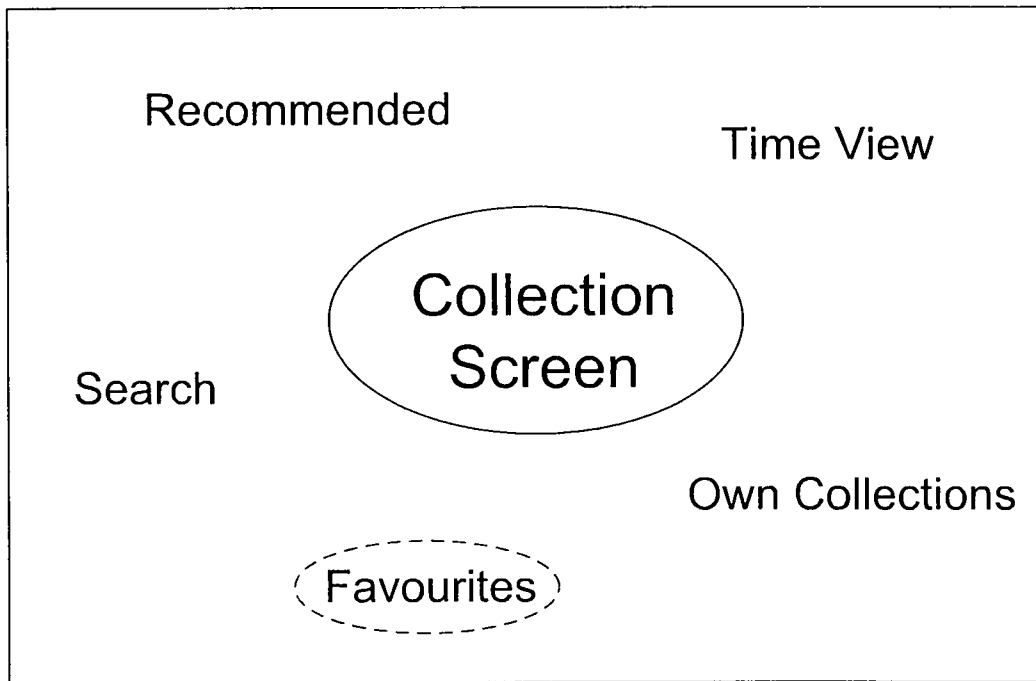 Recommended
Time View
Collection
Screen
Search
Own Collections
Favourites